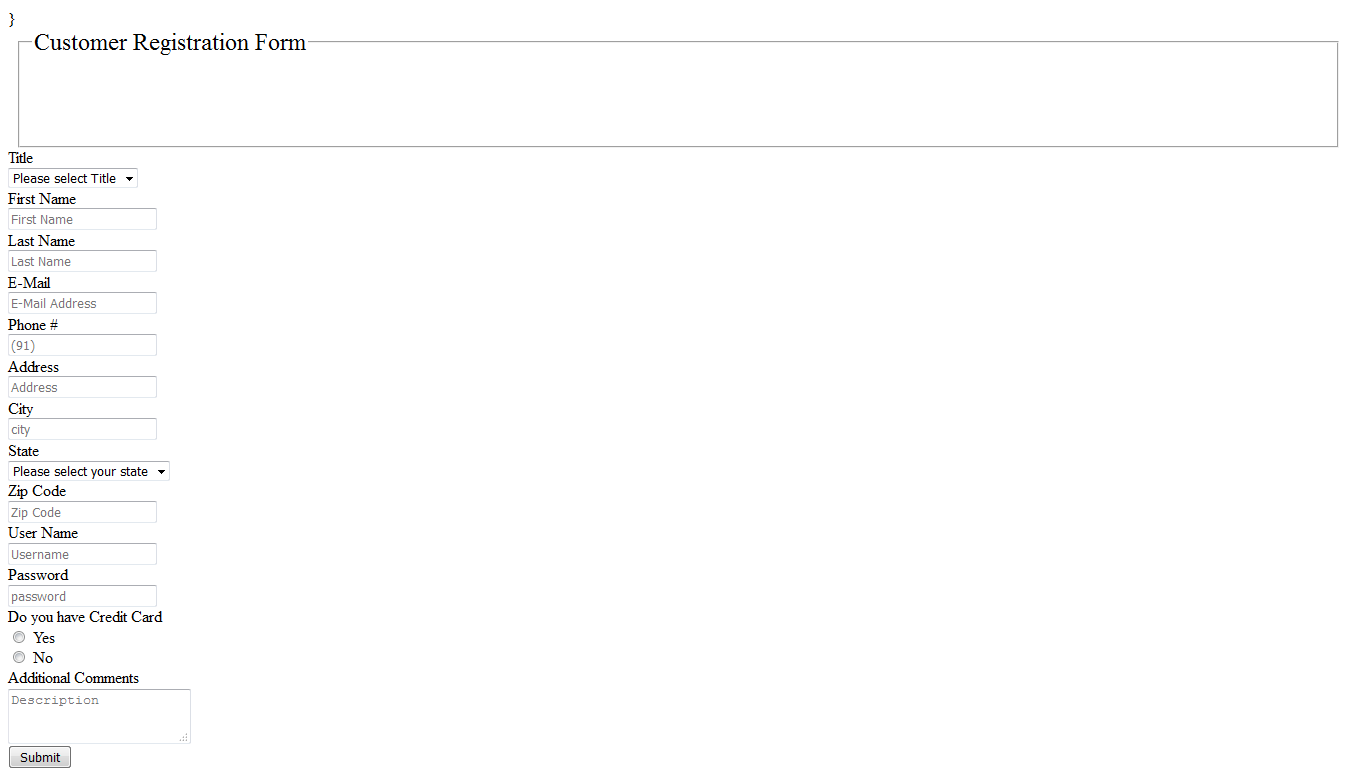 }
Customer Registration Form
Title
Please select Title
First Name
First Name
Last Name
Last Name
E-Mail
E-Mail Address
Phone #
(91)
Address
Address
City
city
State
Please select your state
Zip Code
Zip Code
User Name
Username
Password
password
Do you have Credit Card
Yes
No
Additional Comments
Description
Submit